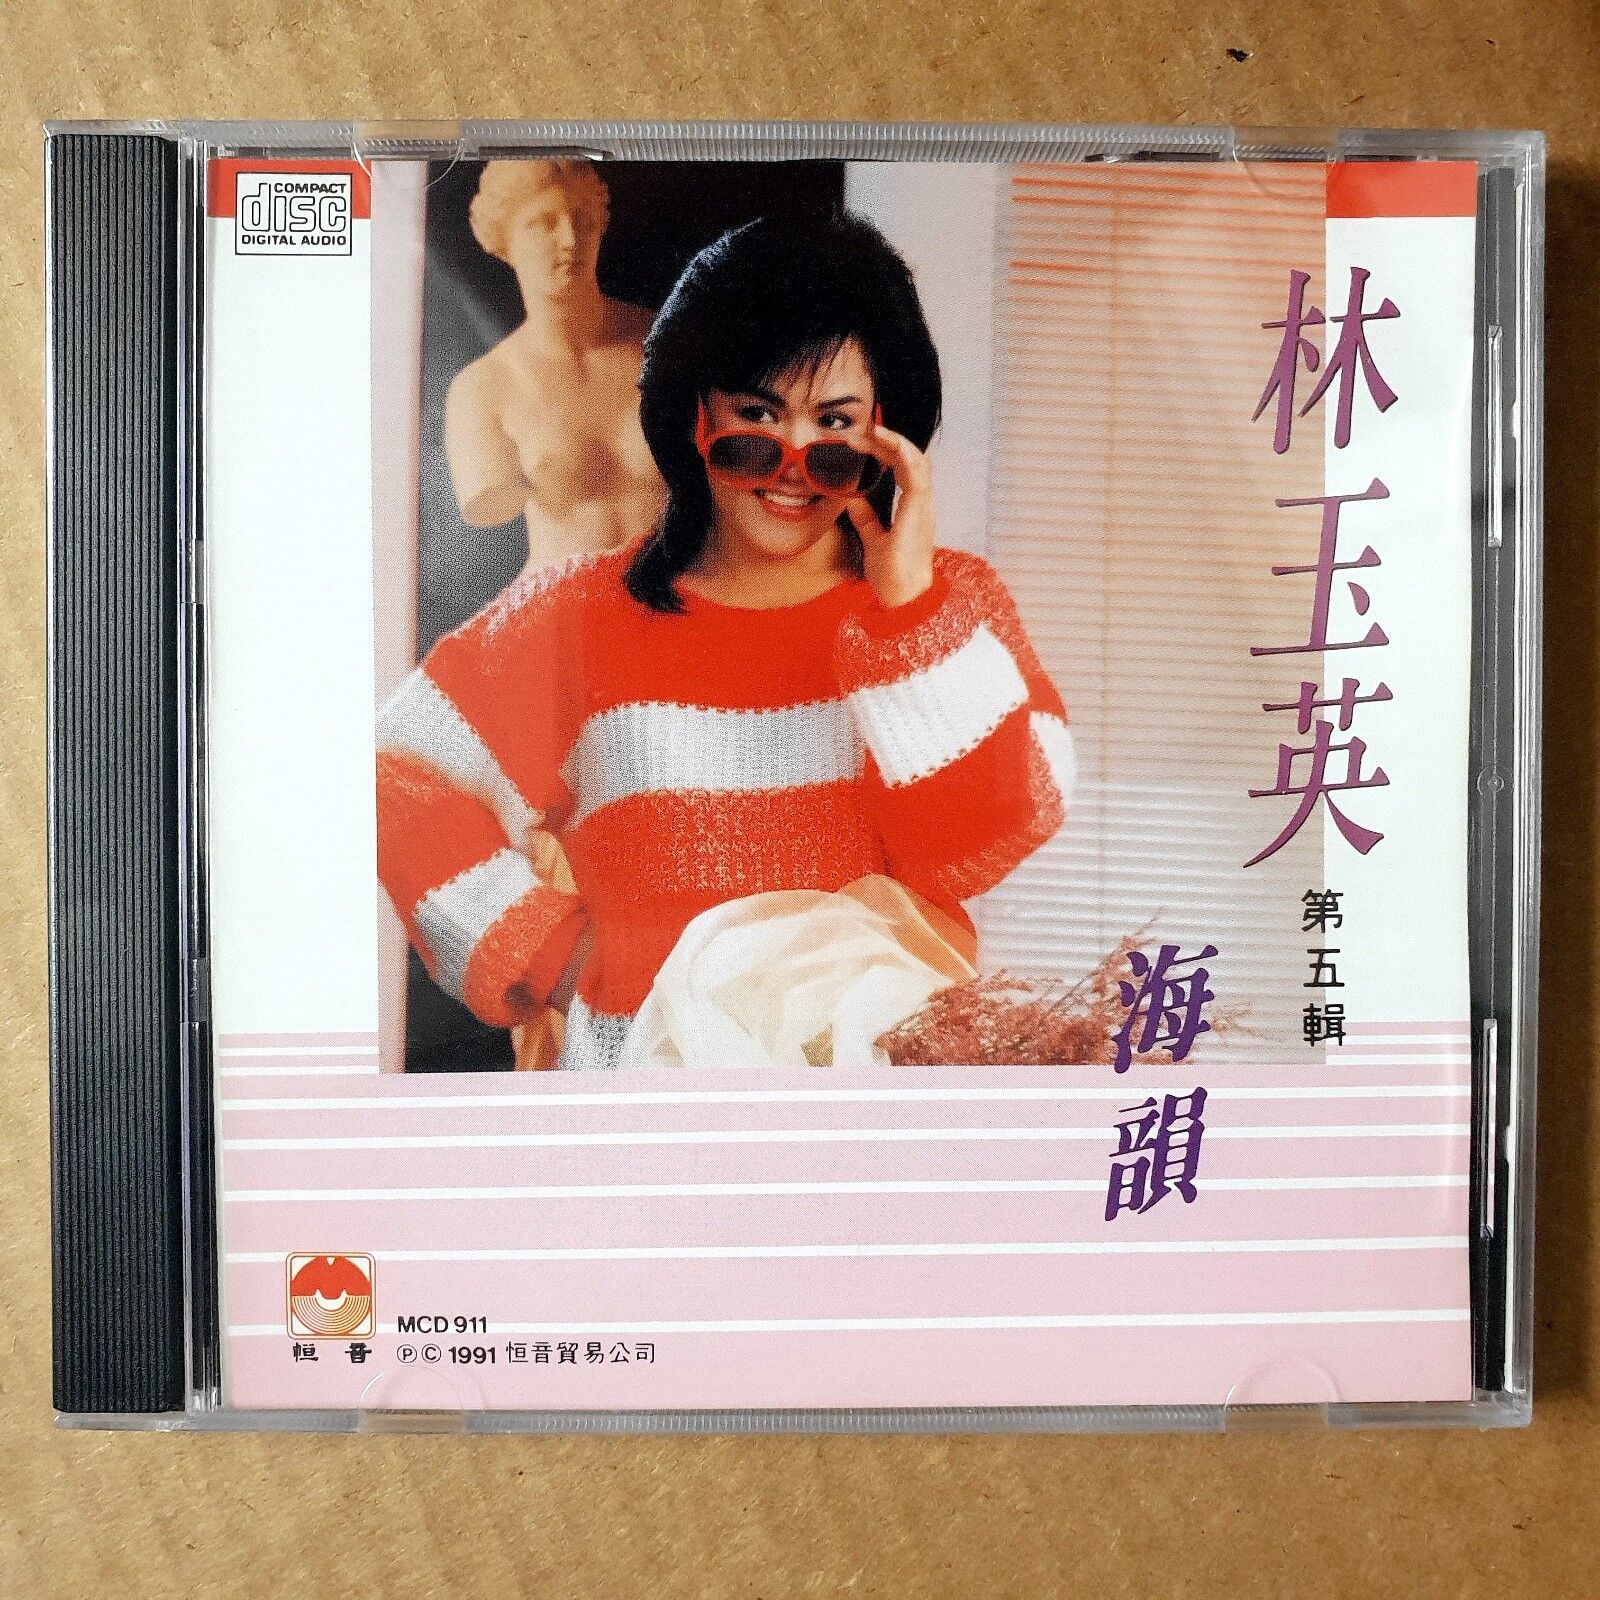 COMPACT
disc
DIGITAL AUDIO
林玉英
第五輯
海韻
恒音
MCD 911
Ⓟ Ⓒ 1991 恒音貿易公司